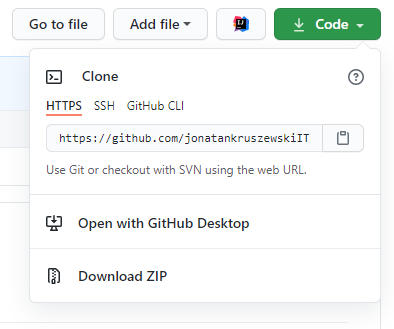 Go to file Add file Code
Clone
HTTPS SSH GitHub CLI
https://github.com/jonatankruszewskiIT
Use Git or checkout with SVN using the web URL.
Open with GitHub Desktop
Download ZIP